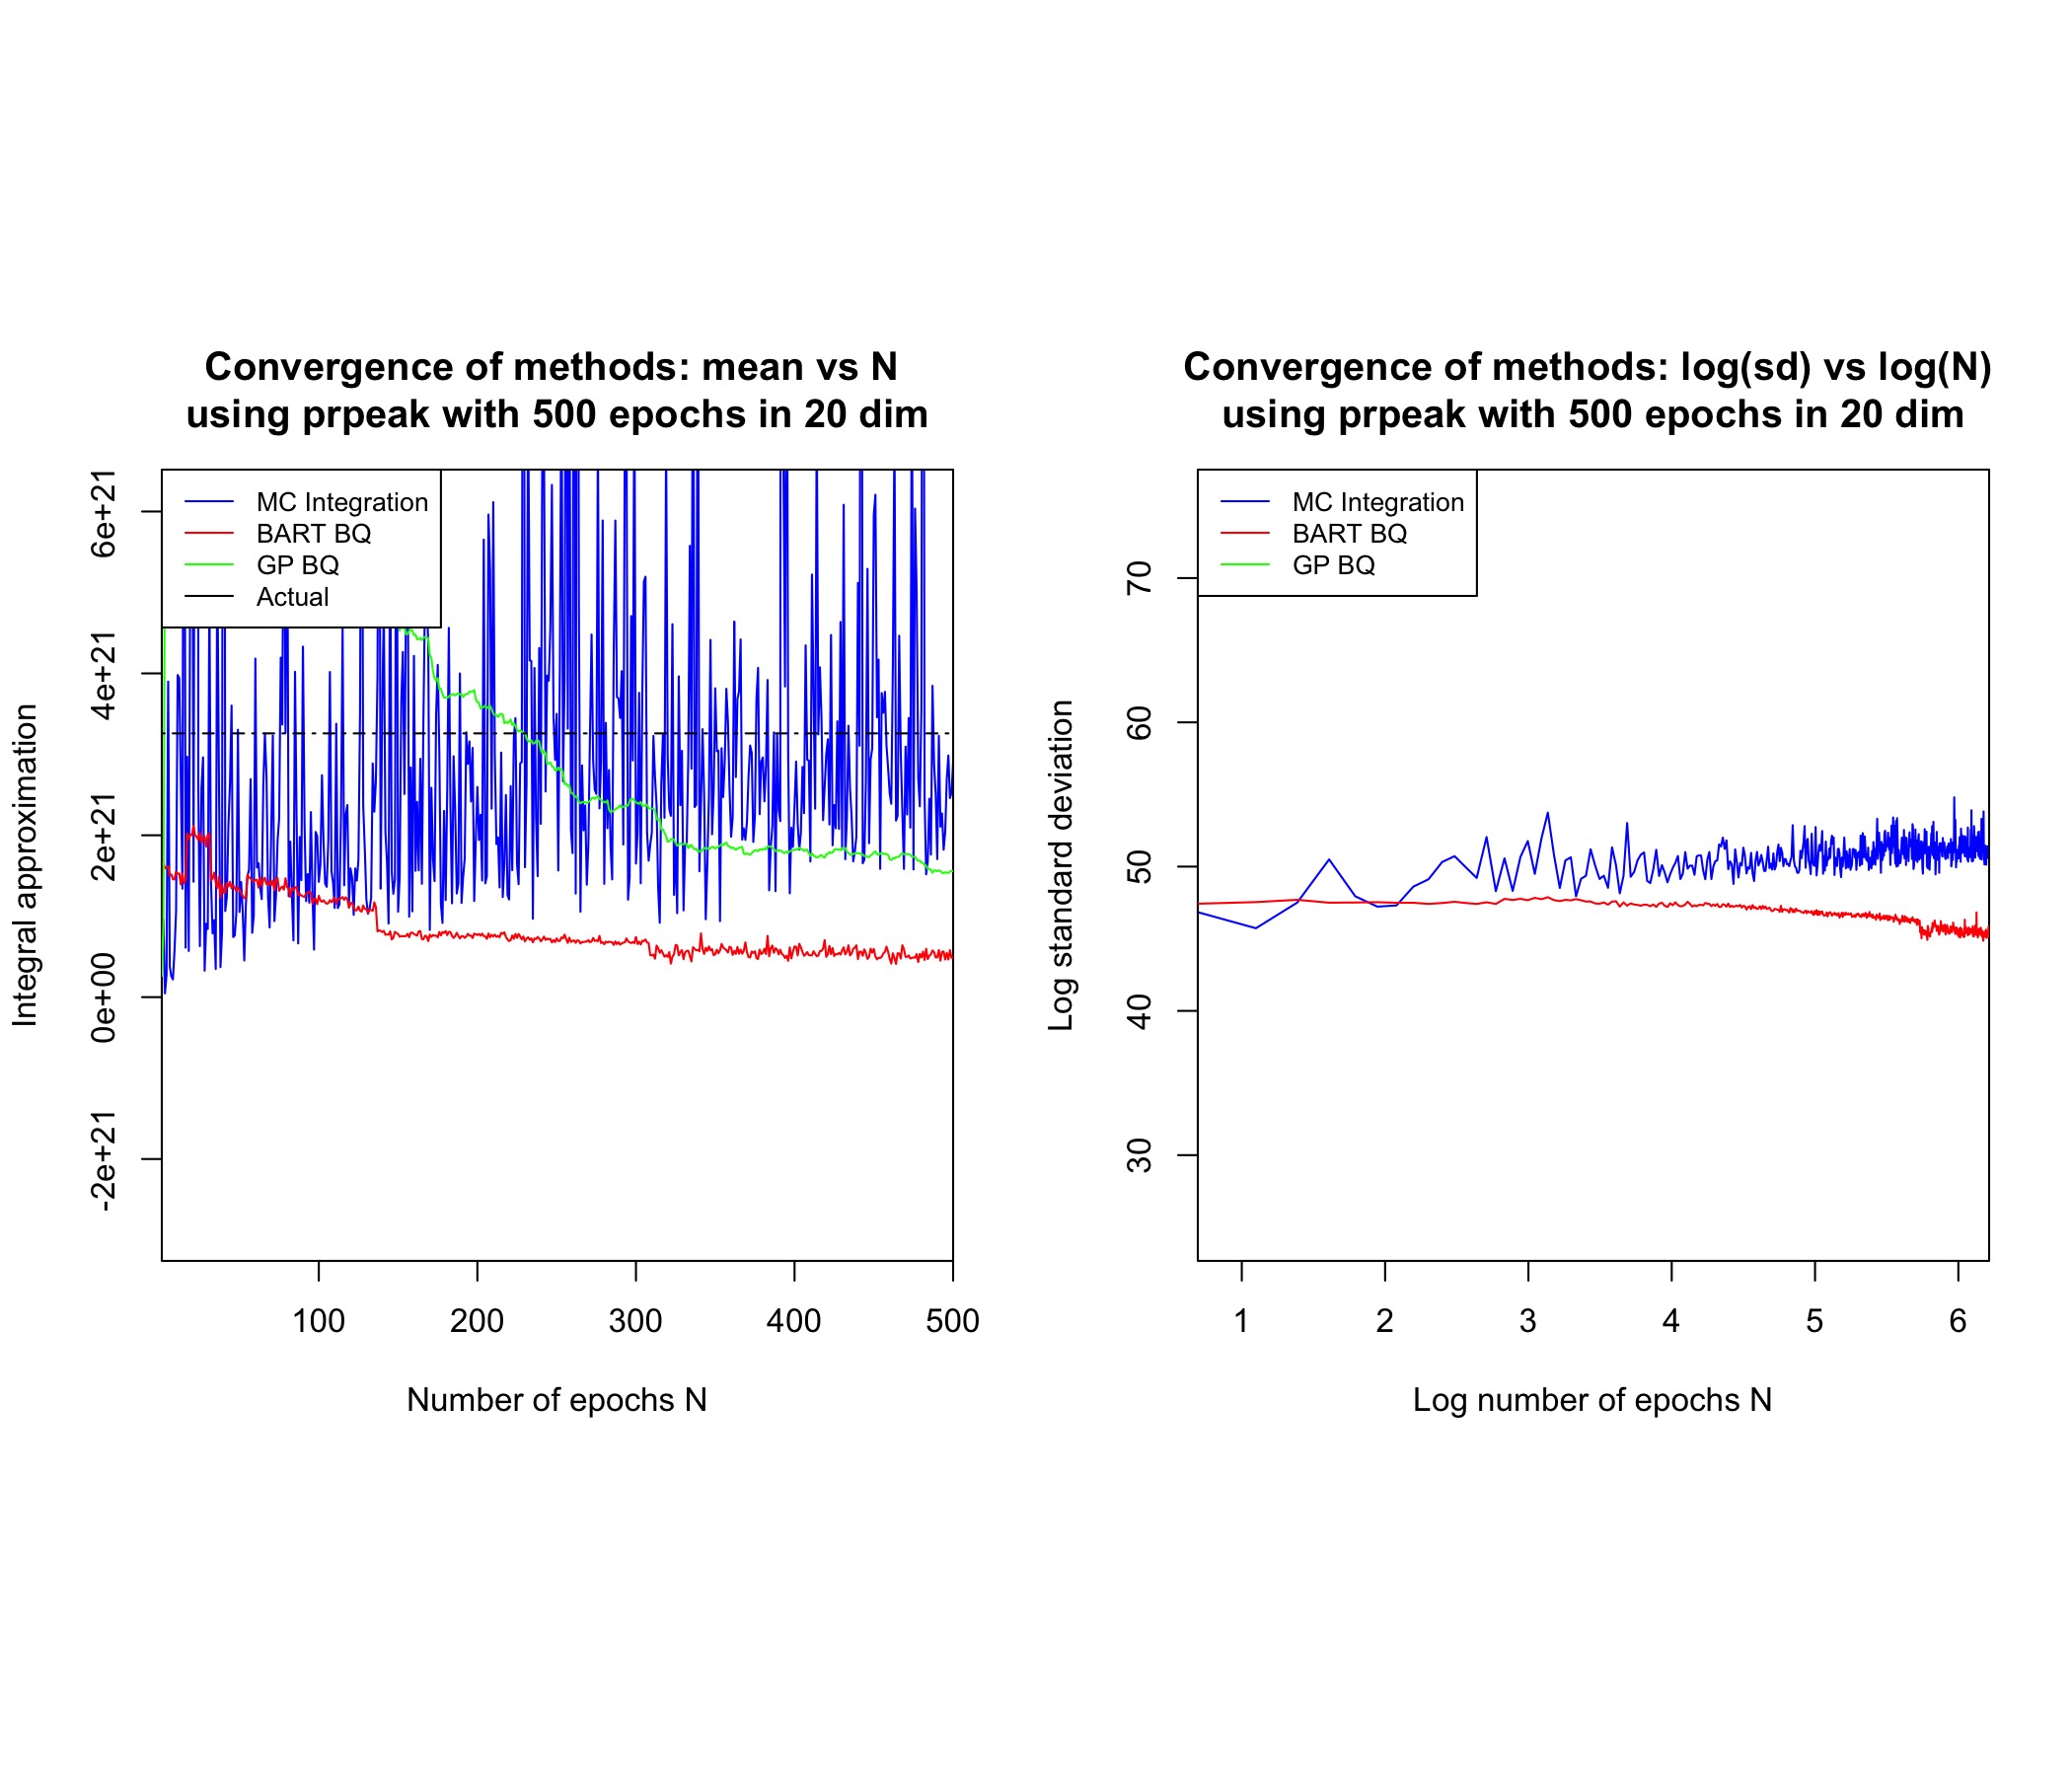 Convergence of methods: mean vs N
using prpeak with 500 epochs in 20 dim
MC Integration
BART BQ
GP BQ
Actual
Integral approximation
6e+21
4e+21
2e+21
0e+00
-2e+21
100
200
300
400
500
Number of epochs N
Convergence of methods: log(sd) vs log(N)
using prpeak with 500 epochs in 20 dim
MC Integration
BART BQ
GP BQ
Log standard deviation
70
60
50
40
30
1
2
3
4
5
6
Log number of epochs N